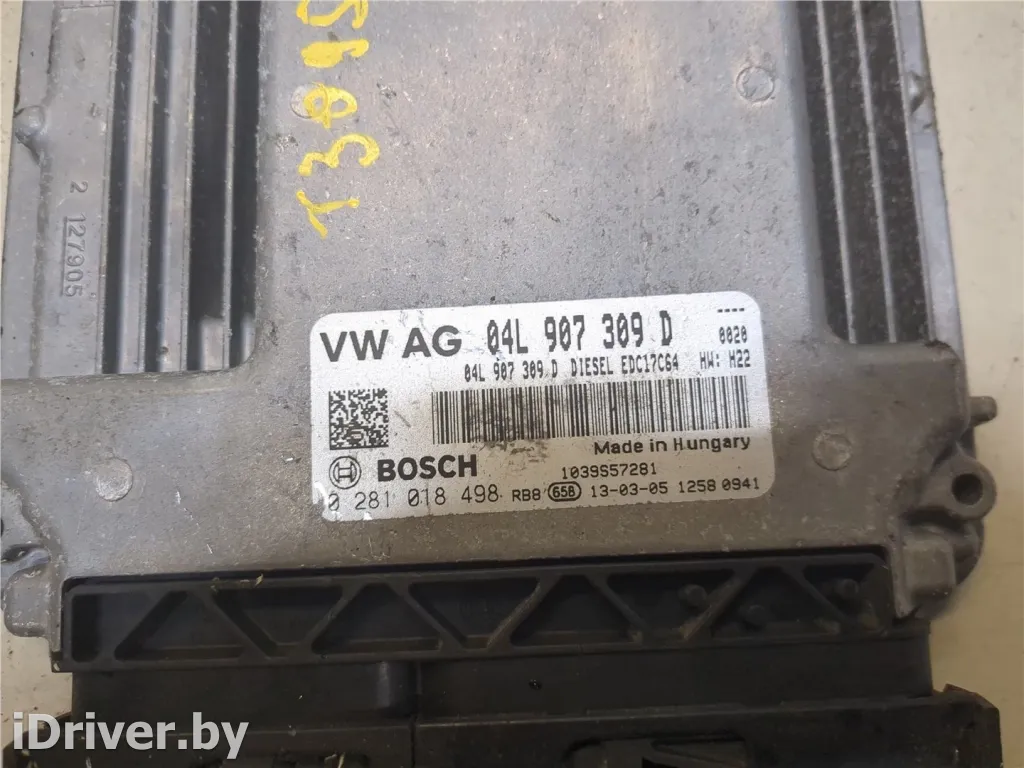 T3095
2 127905
VW AG 04L 907 309 D ---- 0020
04L 907 309 D DIESEL EDC17C64 HW: H22
Made in Hungary
BOSCH 1039S57281
0 281 018 498 RB8 658 13-03-05 1258 0941
iDriver.by